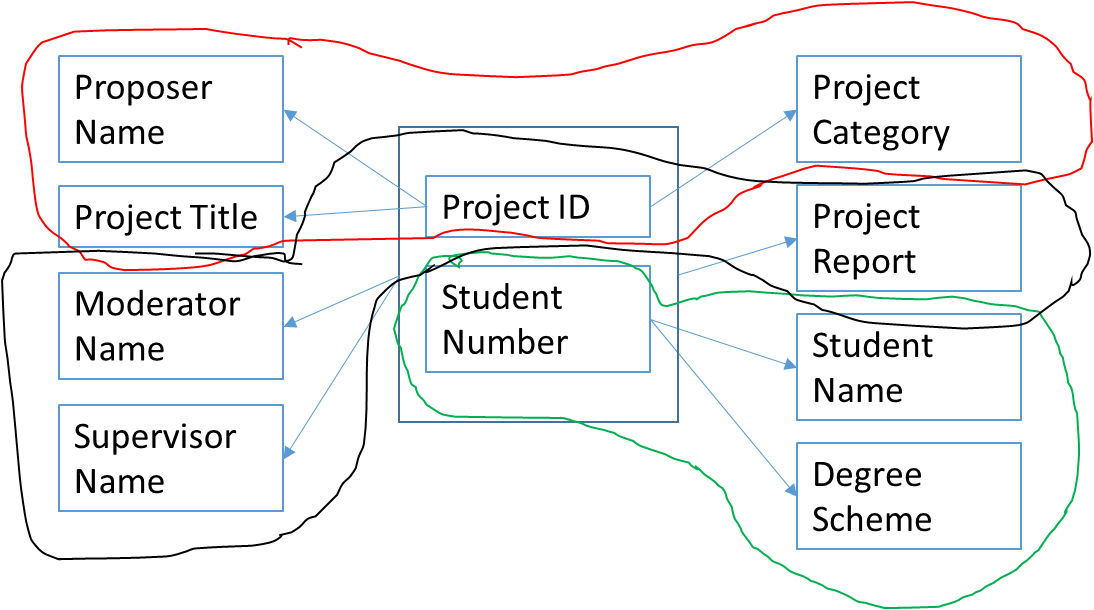 Proposer
Name
Project Title
Moderator
Name
Supervisor
Name
Project ID
Student
Number
Project
Category
Project
Report
Student
Name
Degree
Scheme